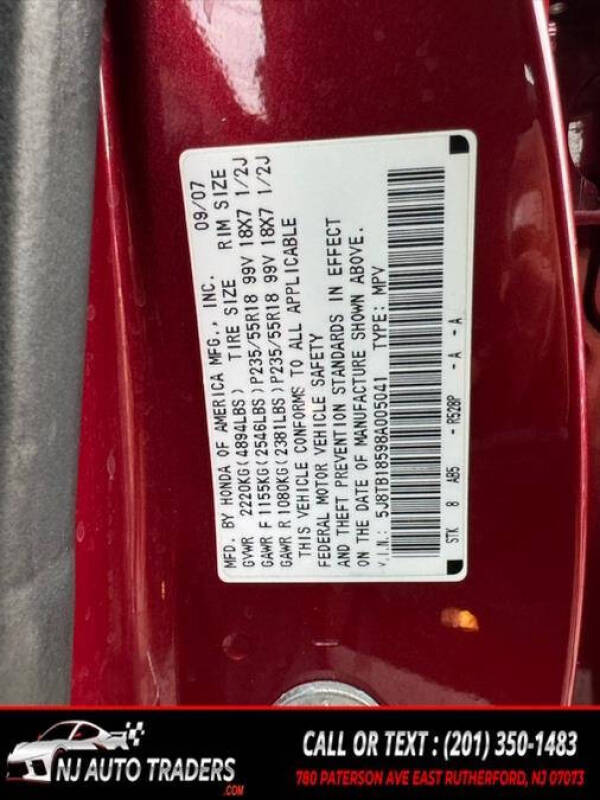 MFD. BY HONDA OF AMERICA MFG., INC. 09/07
GVWR 2220KG(4894LBS) TIRE SIZE RIM SIZE
GAWR F 1155KG(2546LBS)P235/55R18 99V 18X7 1/2J
GAWR R 1080KG(2381LBS)P235/55R18 99V 18X7 1/2J
THIS VEHICLE CONFORMS TO ALL APPLICABLE
FEDERAL MOTOR VEHICLE SAFETY
AND THEFT PREVENTION STANDARDS IN EFFECT
ON THE DATE OF MANUFACTURE SHOWN ABOVE.
V.I.N.: 5J8TB18598A005041 TYPE: MPV
STK 8 AB5 - R528P - A - A
NJ AUTO TRADERS
.COM
CALL OR TEXT : (201) 350-1483
780 PATERSON AVE EAST RUTHERFORD, NJ 07073